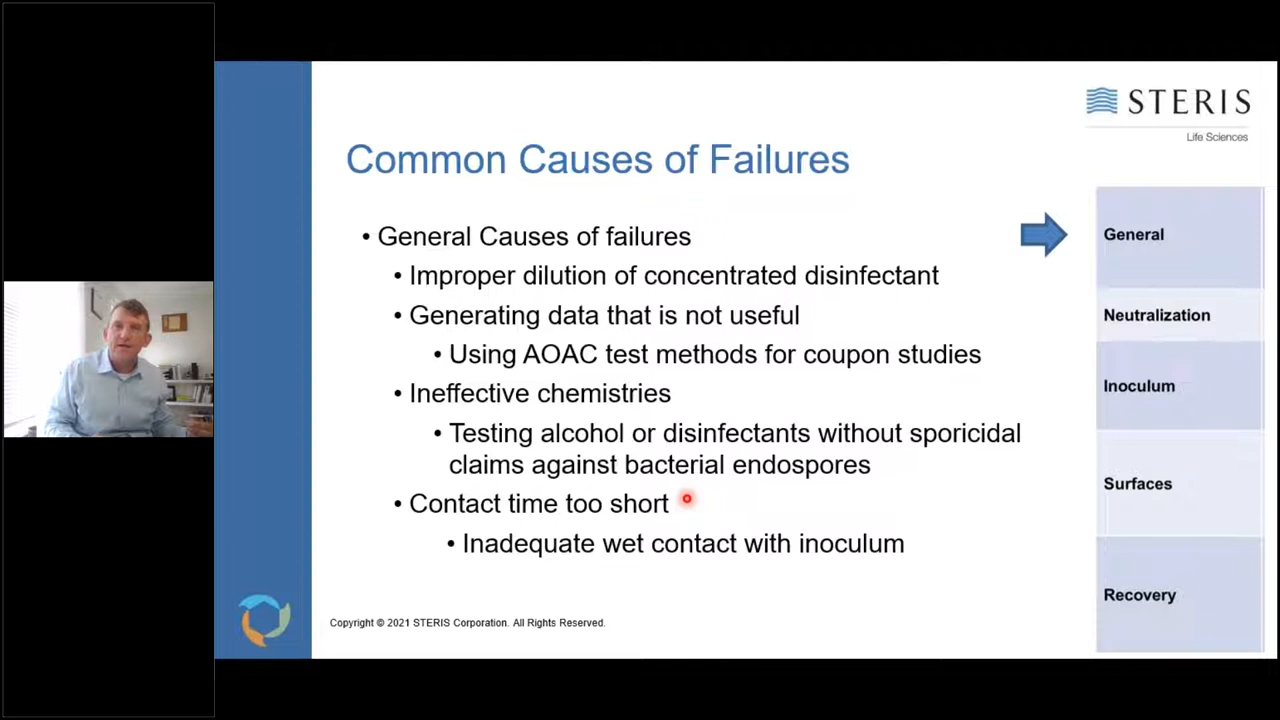 STERIS
Life Sciences
Common Causes of Failures
• General Causes of failures
• Improper dilution of concentrated disinfectant
• Generating data that is not useful
• Using AOAC test methods for coupon studies
• Ineffective chemistries
• Testing alcohol or disinfectants without sporicidal
claims against bacterial endospores
• Contact time too short
• Inadequate wet contact with inoculum
General
Neutralization
Inoculum
Surfaces
Recovery
Copyright © 2021 STERIS Corporation. All Rights Reserved.